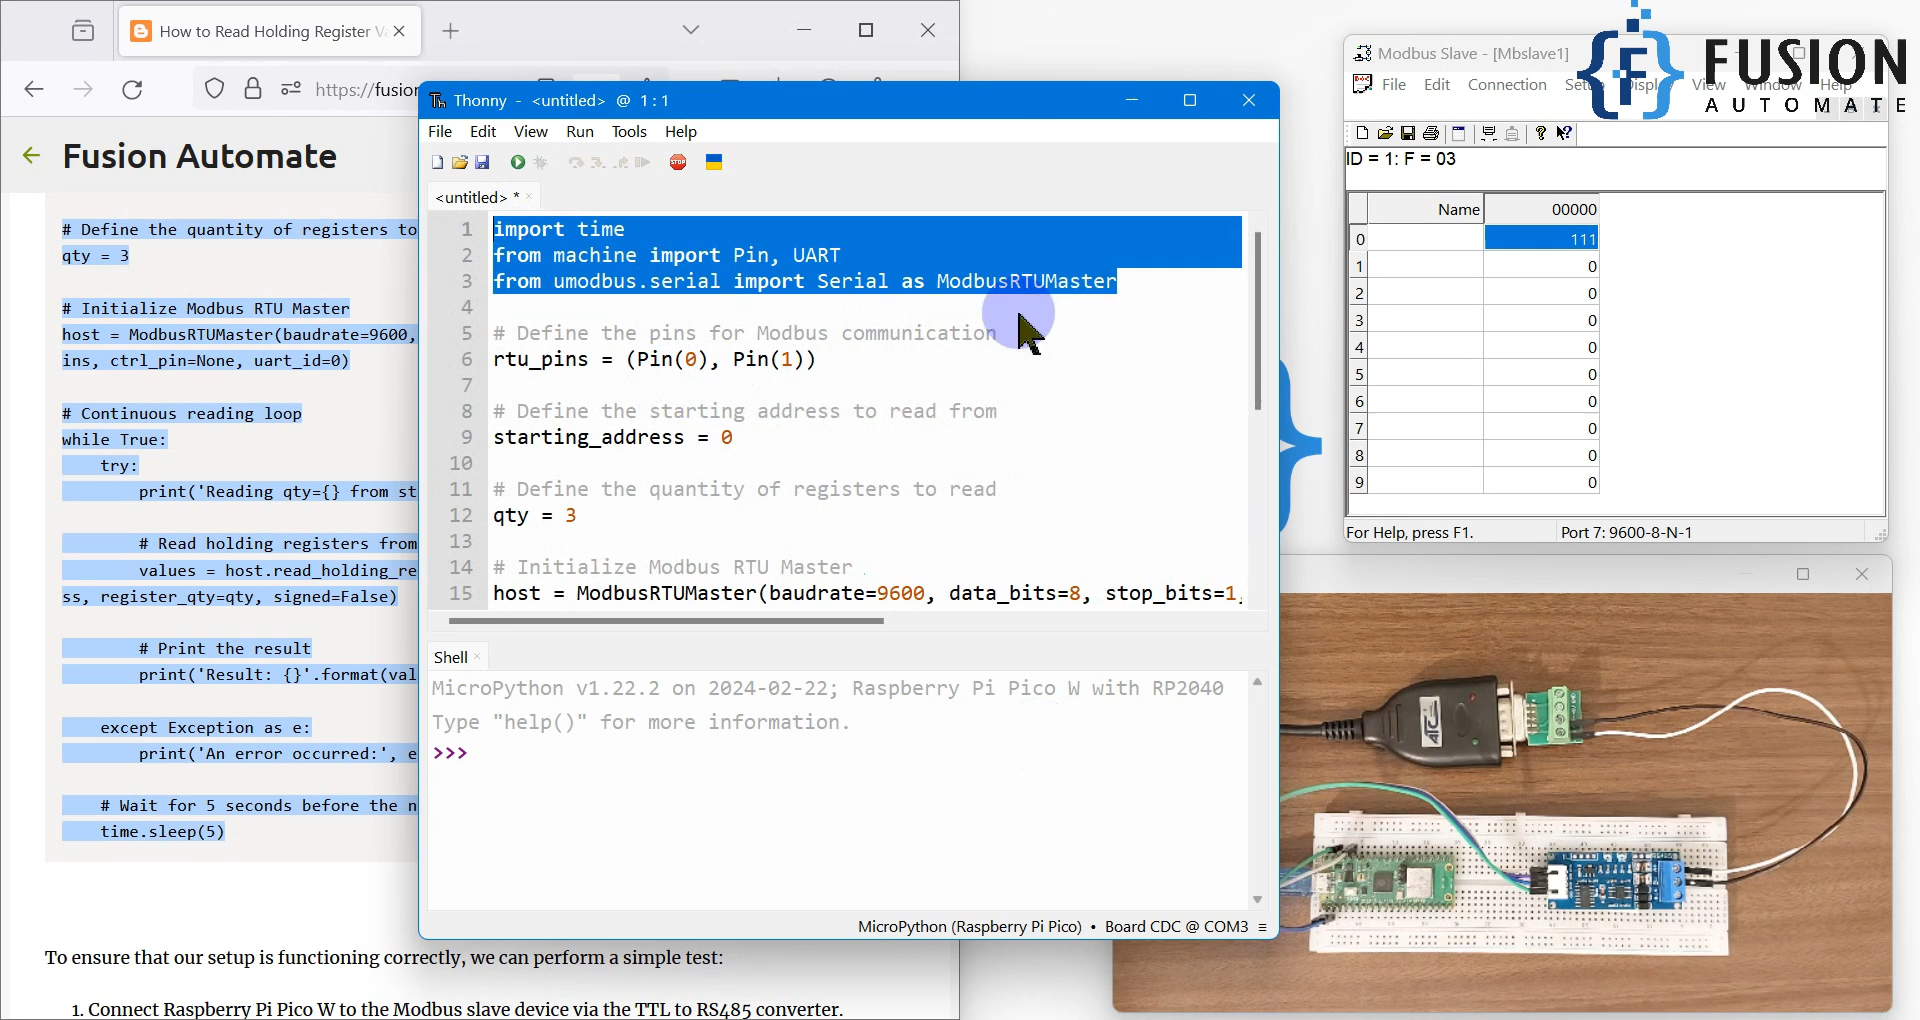 How to Read Holding Register Va
https://fusion
Fusion Automate
# Define the quantity of registers to
qty = 3
# Initialize Modbus RTU Master
host = ModbusRTUMaster(baudrate=9600,
ins, ctrl_pin=None, uart_id=0)
# Continuous reading loop
while True:
try:
print('Reading qty={} from st
# Read holding registers from
values = host.read_holding_re
ss, register_qty=qty, signed=False)
# Print the result
print('Result: {}'.format(val
except Exception as e:
print('An error occurred:', e
# Wait for 5 seconds before the n
time.sleep(5)
To ensure that our setup is functioning correctly, we can perform a simple test:
1. Connect Raspberry Pi Pico W to the Modbus slave device via the TTL to RS485 converter.
Thonny - <untitled> @ 1:1
File Edit View Run Tools Help
STOP
<untitled> *
1 import time
2 from machine import Pin, UART
3 from umodbus.serial import Serial as ModbusRTUMaster
4
5 # Define the pins for Modbus communication
6 rtu_pins = (Pin(0), Pin(1))
7
8 # Define the starting address to read from
9 starting_address = 0
10
11 # Define the quantity of registers to read
12 qty = 3
13
14 # Initialize Modbus RTU Master
15 host = ModbusRTUMaster(baudrate=9600, data_bits=8, stop_bits=1,
Shell
MicroPython v1.22.2 on 2024-02-22; Raspberry Pi Pico W with RP2040
Type "help()" for more information.
>>>
MicroPython (Raspberry Pi Pico) • Board CDC @ COM3 ≡
Modbus Slave - [Mbslave1]
File Edit Connection Setup Display View Window Help
FUSION
AUTOMATE
ID = 1: F = 03
Name 00000
0 111
1 0
2 0
3 0
4 0
5 0
6 0
7 0
8 0
9 0
For Help, press F1. Port 7: 9600-8-N-1
ATC